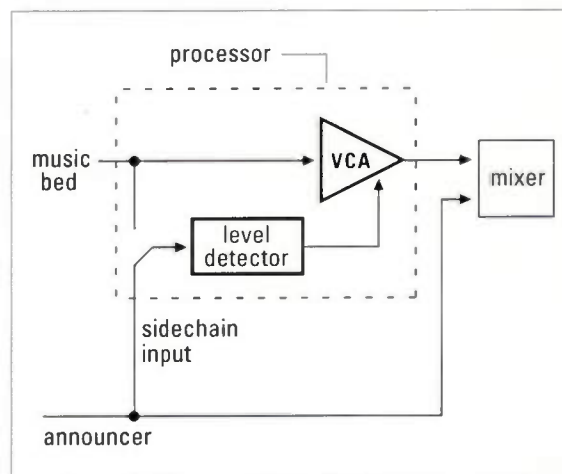 processor
music
bed
VCA
mixer
level
detector
sidechain
input
announcer